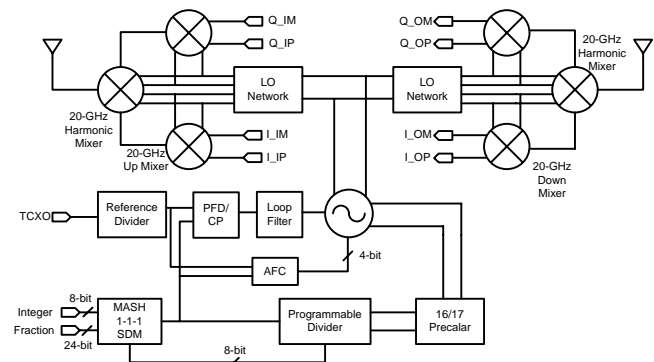 Q_IM
Q_IP
Q_OM
Q_OP
20-GHz
Harmonic
Mixer
LO
Network
LO
Network
20-GHz
Harmonic
Mixer
20-GHz
Up Mixer
I_IM
I_IP
I_OM
I_OP
20-GHz
Down
Mixer
TCXO
Reference
Divider
PFD/
CP
Loop
Filter
AFC
4-bit
Integer
8-bit
Fraction
24-bit
MASH
1-1-1
SDM
8-bit
Programmable
Divider
16/17
Precalar